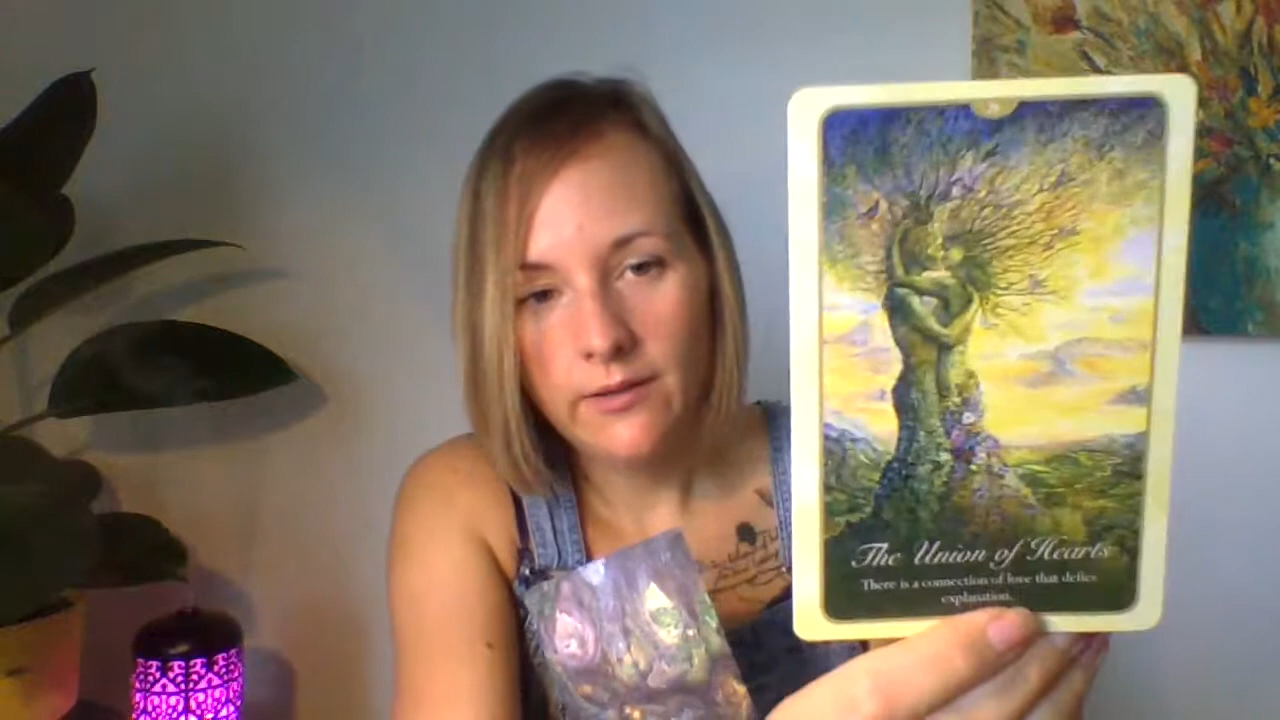 The Union of Hearts
There is a connection of love that defies
explanation.